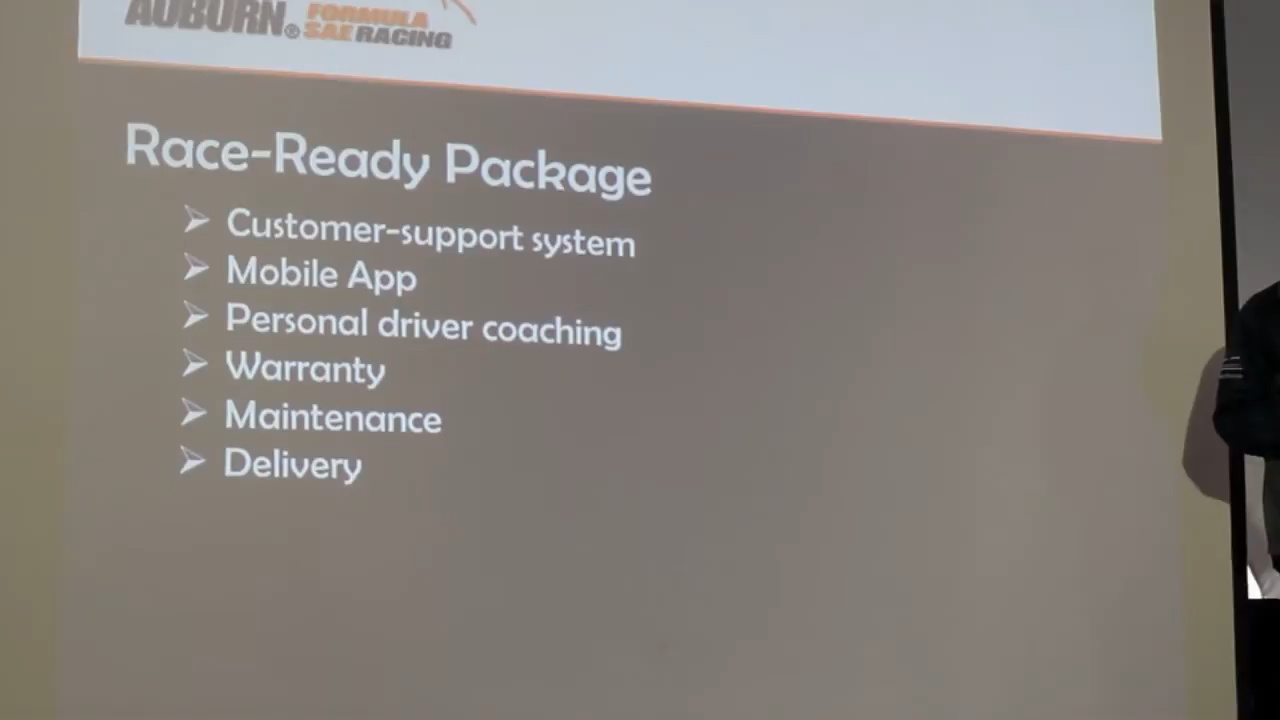 AUBURN® FORMULA
SAE RACING
Race-Ready Package
Customer-support system
Mobile App
Personal driver coaching
Warranty
Maintenance
Delivery